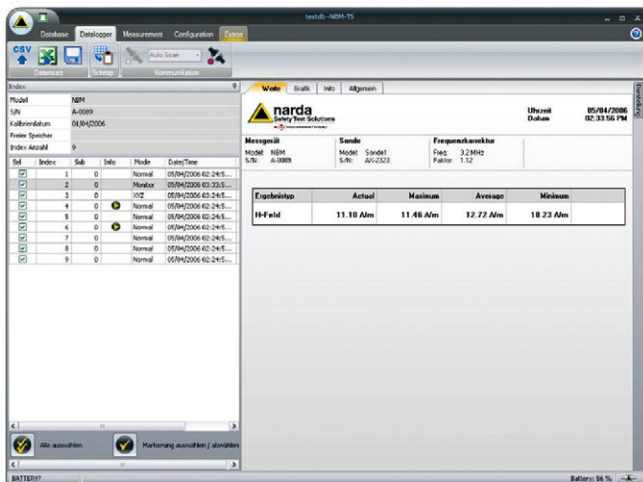 testdb -NBM-TS
Database Datalogger Measurement Configuration Extras
CSV
Auto Scan
Datensatz Schnap Kommunikation
Index
Model NBM
S/N A-0089
Kalibrierdatum 01/04/2006
Freier Speicher
Index Anzahl 9
Sel Index Sub Info Mode Date/Time
1 0 Normal 05/04/2006 02:24:5...
2 0 Monitor 05/04/2006 03:33:5...
3 0 XYZ 05/04/2006 02:24:5...
4 0 Normal 05/04/2006 02:24:5...
5 0 Normal 05/04/2006 02:24:5...
6 0 Normal 05/04/2006 02:24:5...
7 0 Normal 05/04/2006 02:24:5...
8 0 Normal 05/04/2006 02:24:5...
9 0 Normal 05/04/2006 02:24:5...
Alle auswählen
Markierung auswählen / abwählen
Werte Grafik Info Allgemein
narda
Safety Test Solutions
Uhrzeit 05/04/2006
Datum 02:33:56 PM
Messgerät Sonde Frequenzkorrektur
Model: NBM Model: Sonde1 Freq: 3.2 MHz
S/N: A-0089 S/N: AX-2323 Faktor 1.12
Ergebnistyp Actual Maximum Average Minimum
H-Feld 11.10 A/m 11.46 A/m 12.72 A/m 10.23 A/m
BATTERY?
Battery: 56 %